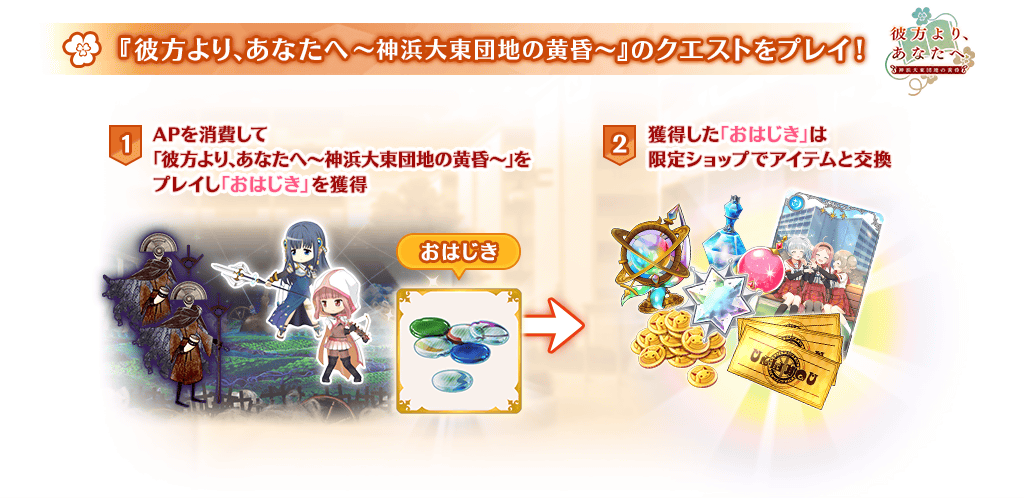 『彼方より、あなたへ～神浜大東団地の黄昏～』のクエストをプレイ!
彼方より、
あなたへ
神浜大東団地の黄昏
1
APを消費して
「彼方より、あなたへ～神浜大東団地の黄昏～」を
プレイし「おはじき」を獲得
おはじき
2
獲得した「おはじき」は
限定ショップでアイテムと交換